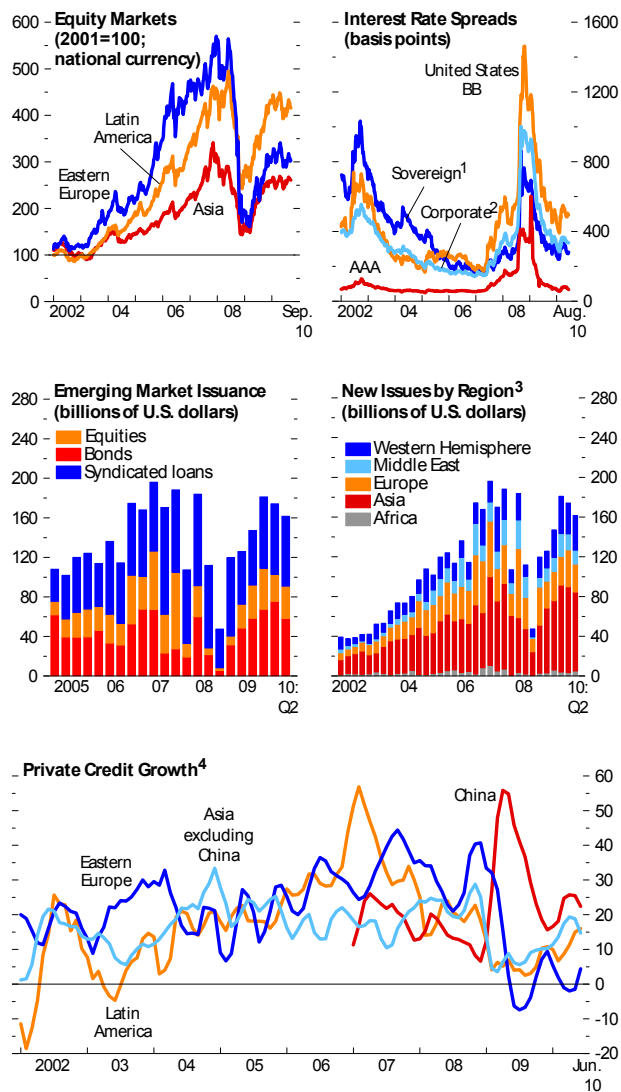 Equity Markets
(2001=100;
national currency)
600
500
400
300
200
100
0
Latin
America
Eastern
Europe
Asia
2002 04 06 08 Sep.
10
Interest Rate Spreads
(basis points)
1600
1200
800
400
0
United States
BB
Sovereign1
Corporate2
AAA
2002 04 06 08 Aug.
10
Emerging Market Issuance
(billions of U.S. dollars)
Equities
Bonds
Syndicated loans
280
240
200
160
120
80
40
0
2005 06 07 08 09 10:
Q2
New Issues by Region3
(billions of U.S. dollars)
Western Hemisphere
Middle East
Europe
Asia
Africa
280
240
200
160
120
80
40
0
2002 04 06 08 10:
Q2
Private Credit Growth4
60
50
40
30
20
10
0
-10
-20
China
Asia
excluding
China
Eastern
Europe
Latin
America
2002 03 04 05 06 07 08 09 Jun.
10